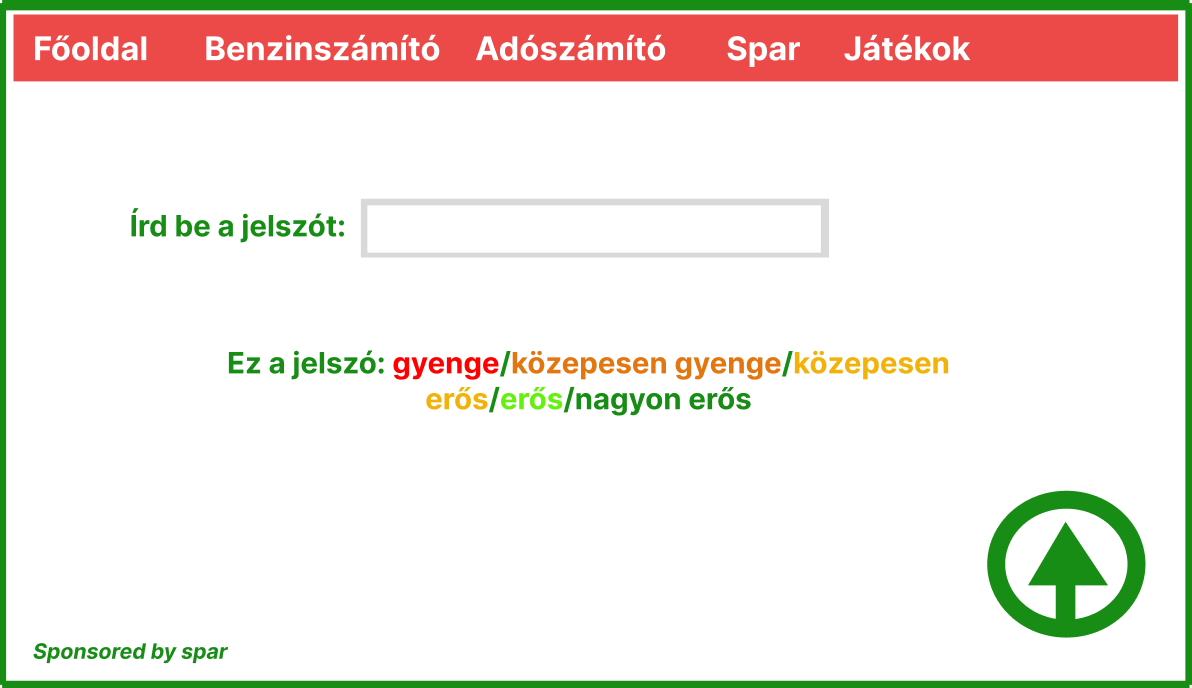 Főoldal Benzinszámító Adószámító Spar Játékok
Írd be a jelszót:
Ez a jelszó: gyenge/közepesen gyenge/közepesen
erős/erős/nagyon erős
Sponsored by spar